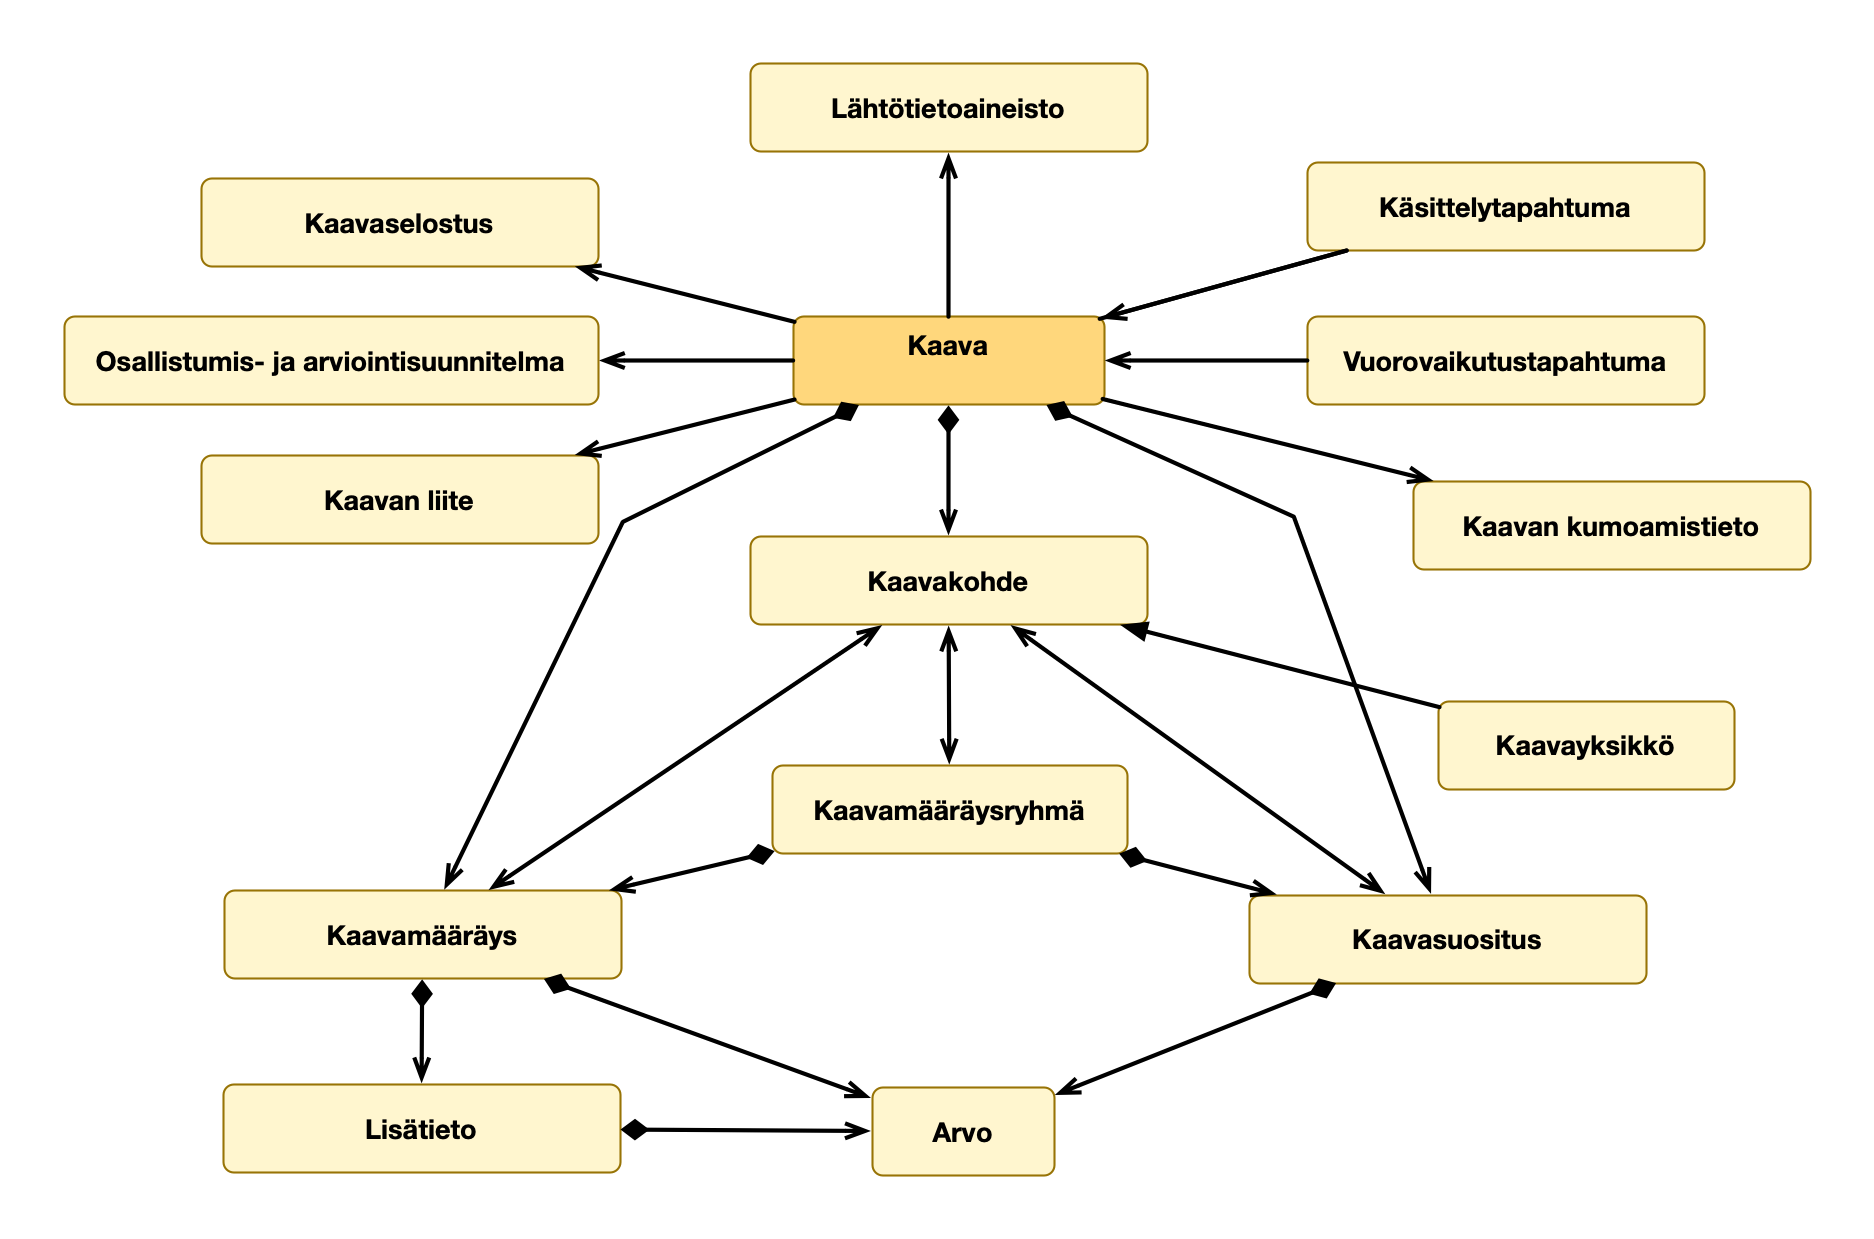 Lähtötietoaineisto
Käsittelytapahtuma
Kaavaselostus
Kaava
Osallistumis- ja arviointisuunnitelma
Vuorovaikutustapahtuma
Kaavan liite
Kaavan kumoamistieto
Kaavakohde
Kaavayksikkö
Kaavamääräysryhmä
Kaavamääräys
Kaavasuositus
Lisätieto
Arvo